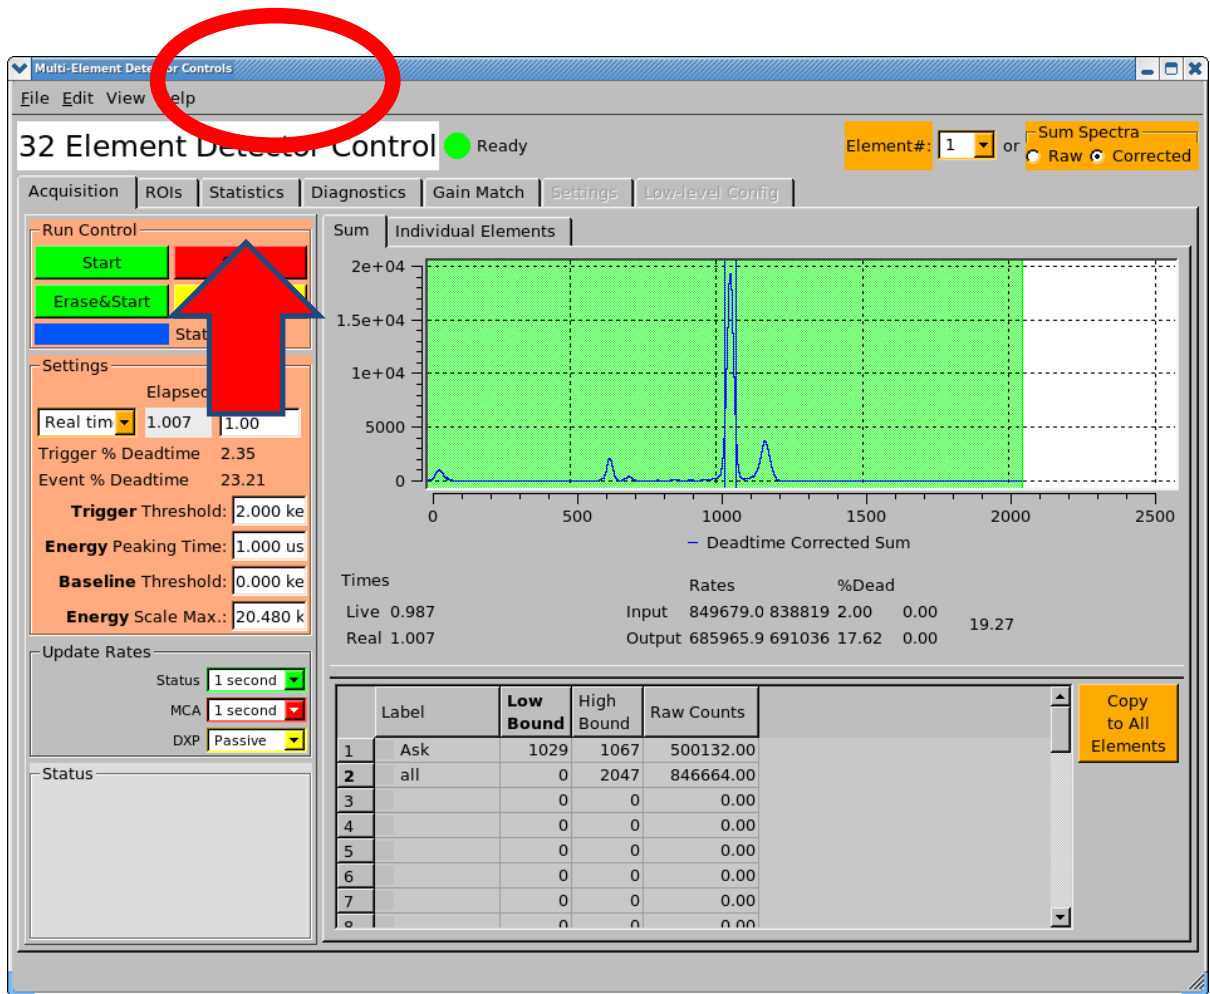 Multi-Element Detector Controls
File Edit View Help
32 Element Detector Control Ready
Element#: 1 or Sum Spectra
Raw Corrected
Acquisition ROIs Statistics Diagnostics Gain Match Settings Low-level Config
Run Control
Start
Erase&Start
Settings
Elapsed
Real tim 1.007 1.00
Trigger % Deadtime 2.35
Event % Deadtime 23.21
Trigger Threshold: 2.000 ke
Energy Peaking Time: 1.000 us
Baseline Threshold: 0.000 ke
Energy Scale Max.: 20.480 k
Update Rates
Status 1 second
MCA 1 second
DXP Passive
Status
Sum Individual Elements
2e+04
1.5e+04
1e+04
5000
0
0 500 1000 1500 2000 2500
Deadtime Corrected Sum
Times Rates %Dead
Live 0.987 Input 849679.0 838819 2.00 0.00
19.27
Real 1.007 Output 685965.9 691036 17.62 0.00
Label Low Bound High Bound Raw Counts
1 Ask 1029 1067 500132.00
2 all 0 2047 846664.00
3 0 0 0.00
4 0 0 0.00
5 0 0 0.00
6 0 0 0.00
7 0 0 0.00
8 0 0 0.00
Copy
to All
Elements